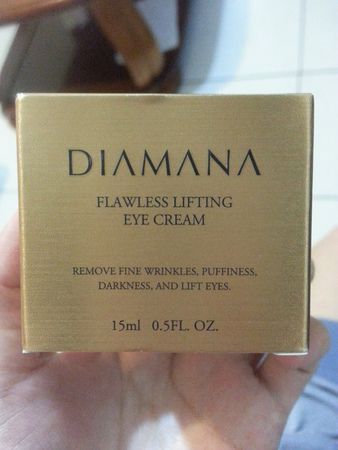 DIAMANA
FLAWLESS LIFTING
EYE CREAM
REMOVE FINE WRINKLES, PUFFINESS,
DARKNESS, AND LIFT EYES.
15ml 0.5FL. OZ.